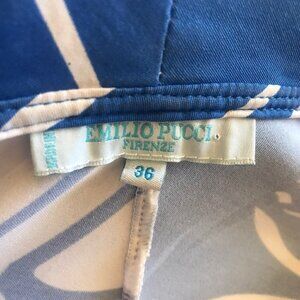 EMILIO PUCCI.
FIRENZE
36